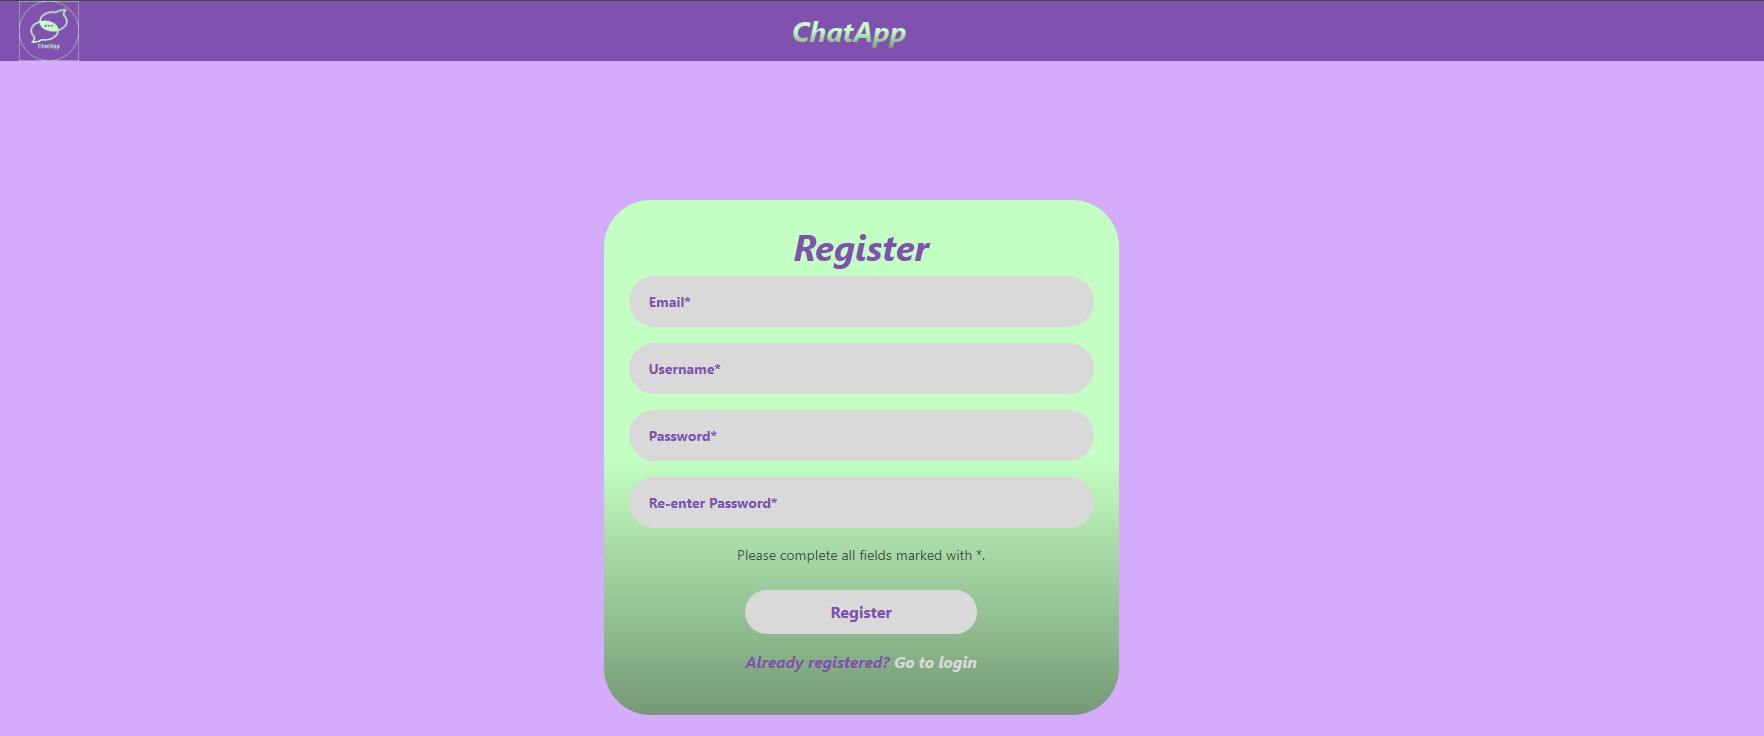 ChatApp
ChatApp
Register
Email*
Username*
Password*
Re-enter Password*
Please complete all fields marked with *.
Register
Already registered? Go to login